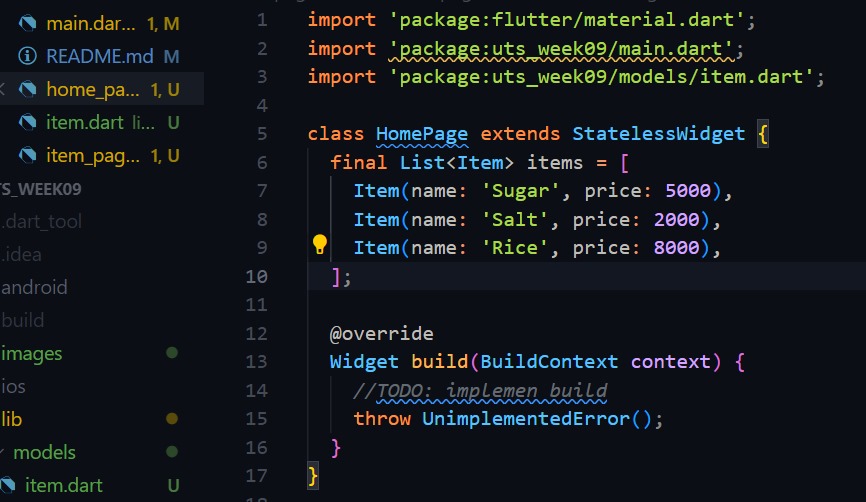 main.dar... 1, M
README.md M
home_pa... 1, U
item.dart li... U
item_pag... 1, U
TS_WEEK09
.dart_tool
.idea
android
build
images
ios
lib
models
item.dart U
1 import 'package:flutter/material.dart';
2 import 'package:uts_week09/main.dart';
3 import 'package:uts_week09/models/item.dart';
4
5 class HomePage extends StatelessWidget {
6 final List<Item> items = [
7 Item(name: 'Sugar', price: 5000),
8 Item(name: 'Salt', price: 2000),
9 Item(name: 'Rice', price: 8000),
10 ];
11
12 @override
13 Widget build(BuildContext context) {
14 //TODO: implemen build
15 throw UnimplementedError();
16 }
17 }